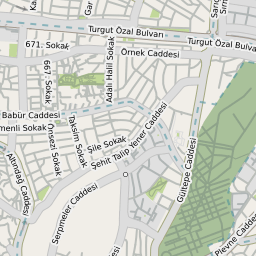 Turgut Özal Bulvarı
Turgut Özal Bulvarı
671. Sokak
Örnek Caddesi
667. Sokak
Adalı Halil Sokak
Babür Caddesi
menli Sokak
Önsezi Sokak
Taksim Sokak
Şile Sokak
Şehit Talip Yener Caddesi
Gültepe Caddesi
Altındağ Caddes
Serpmeler Caddesi
Plevne Caddesi